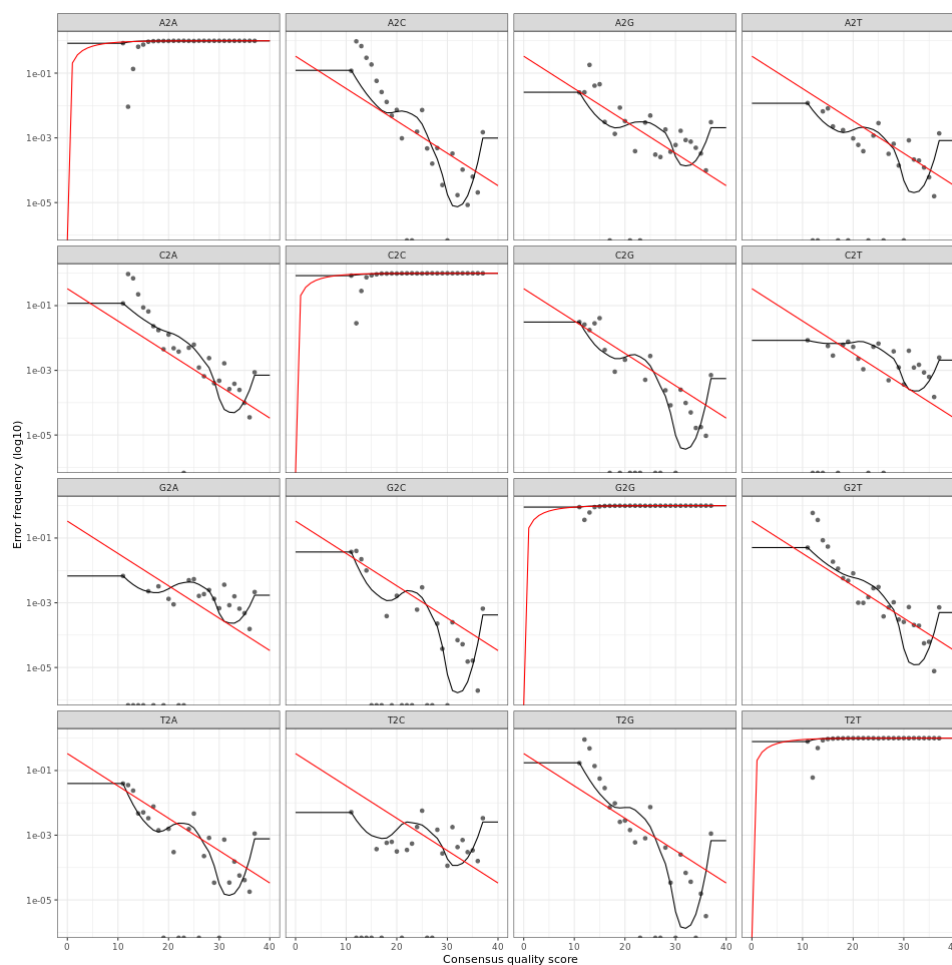 A2A A2C A2G A2T
1e-01
1e-03
1e-05
C2A C2C C2G C2T
1e-01
1e-03
1e-05
G2A G2C G2G G2T
1e-01
1e-03
1e-05
T2A T2C T2G T2T
1e-01
1e-03
1e-05
0 10 20 30 40 0 10 20 30 40 0 10 20 30 40 0 10 20 30
Error frequency (log10)
Consensus quality score